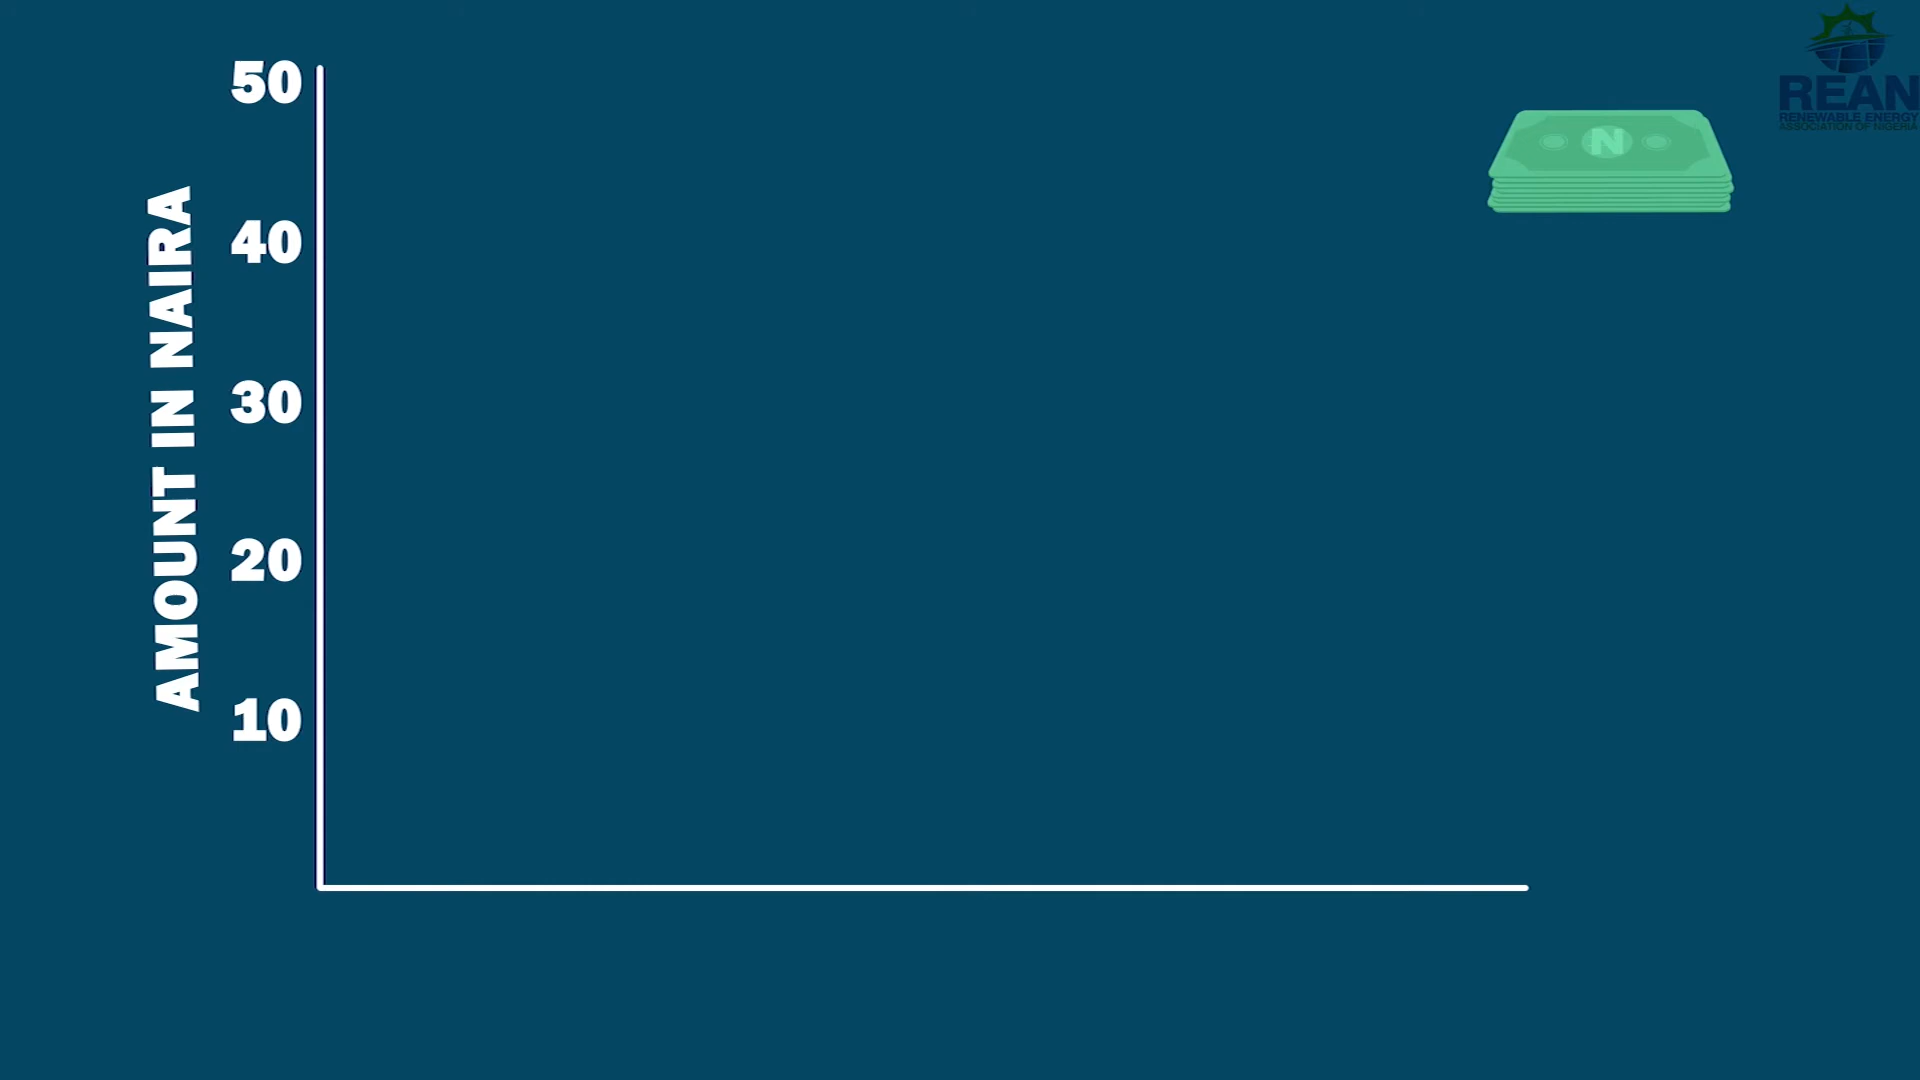 50
40
30
20
10
AMOUNT IN NAIRA
N
REAN
RENEWABLE ENERGY
ASSOCIATION OF NIGERIA